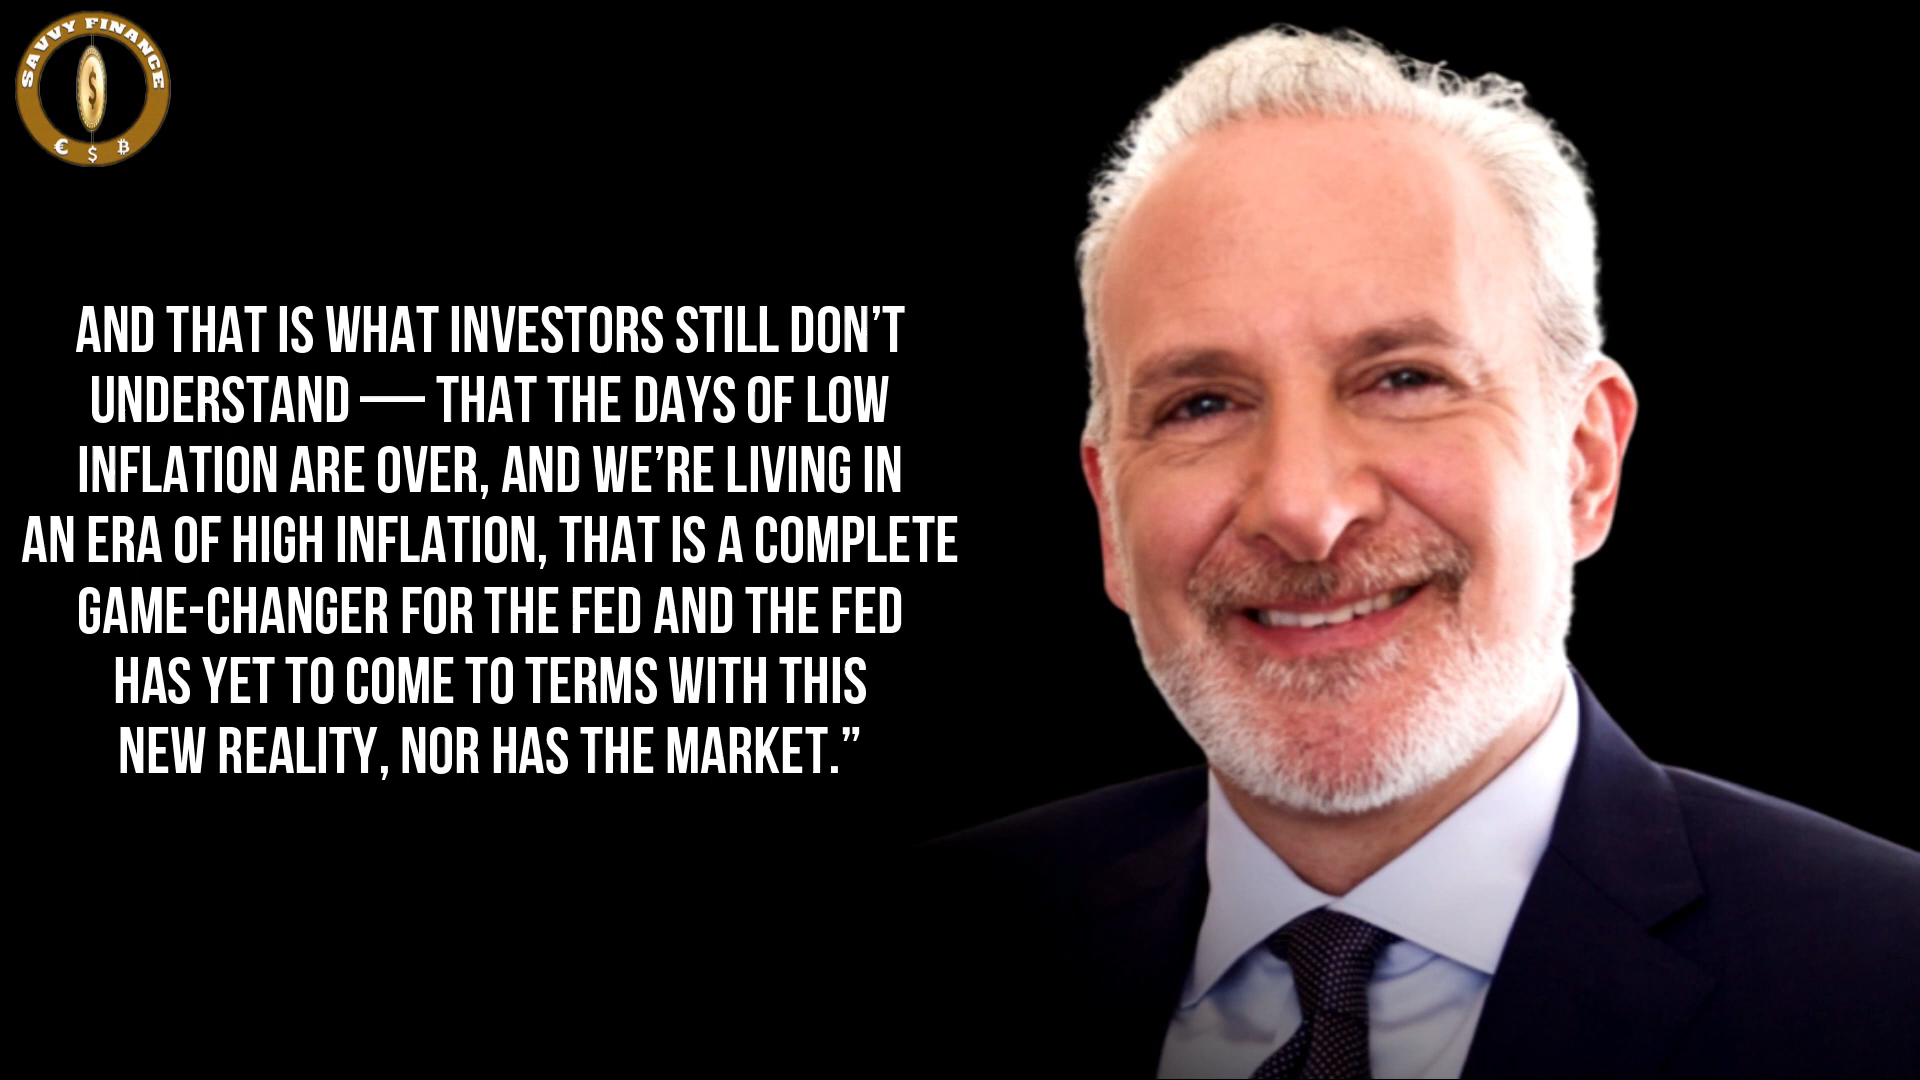 SAVVY FINANCE
€ $ ₿
$
AND THAT IS WHAT INVESTORS STILL DON’T
UNDERSTAND — THAT THE DAYS OF LOW
INFLATION ARE OVER, AND WE’RE LIVING IN
AN ERA OF HIGH INFLATION, THAT IS A COMPLETE
GAME-CHANGER FOR THE FED AND THE FED
HAS YET TO COME TO TERMS WITH THIS
NEW REALITY, NOR HAS THE MARKET.”